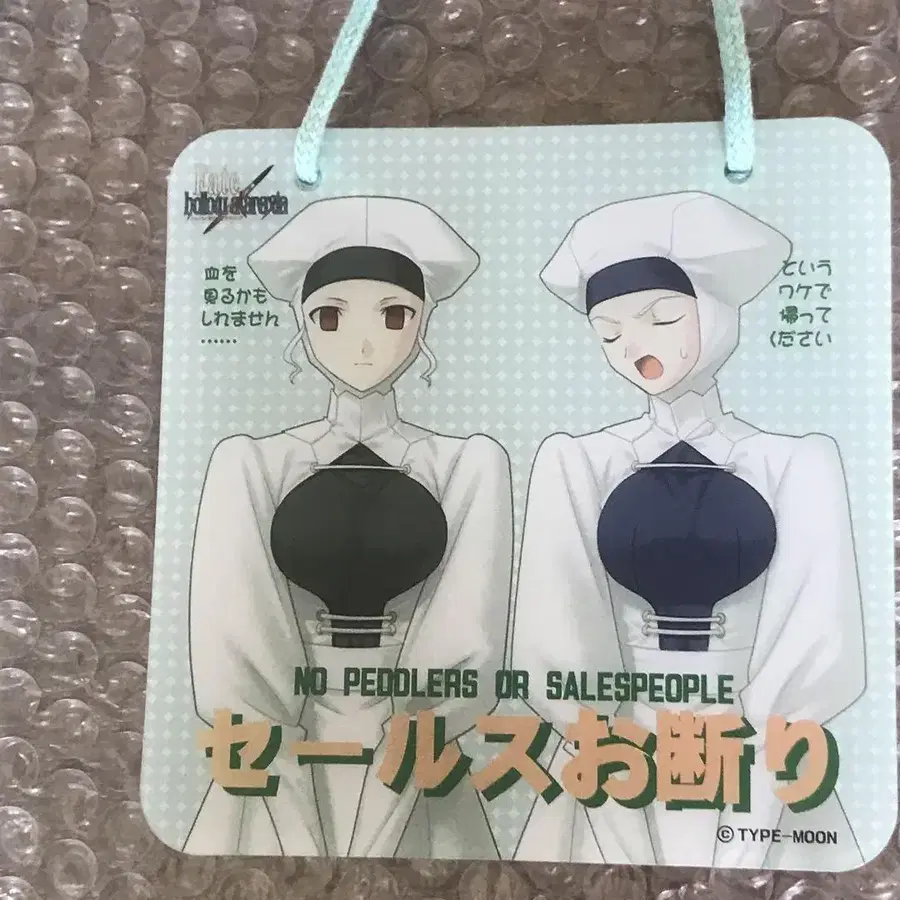 Fate
hollow ataraxia
血を
見るかも
しれません
……
という
ワケで
帰って
ください
NO PEDDLERS OR SALESPEOPLE
セールスお断り
© TYPE-MOON